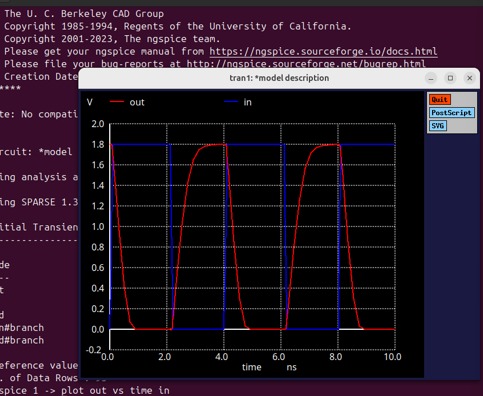 The U. C. Berkeley CAD Group
Copyright 1985-1994, Regents of the University of California.
Copyright 2001-2023, The ngspice team.
Please get your ngspice manual from https://ngspice.sourceforge.io/docs.html
Please file your bug-reports at http://ngspice.sourceforge.net/bugrep.html
Creation Date
****
tran1: *model description
te: No compati
rcuit: *model
ing analysis a
ing SPARSE 1.3
itial Transien
--------------
de
--
t
d
n#branch
d#branch
eference value
. of Data Rows
spice 1 -> plot out vs time in
V
out
in
Quit
PostScript
SVG
2.0
1.8
1.6
1.4
1.2
1.0
0.8
0.6
0.4
0.2
0.0
-0.2
0.0 2.0 4.0 6.0 8.0 10.0
time ns